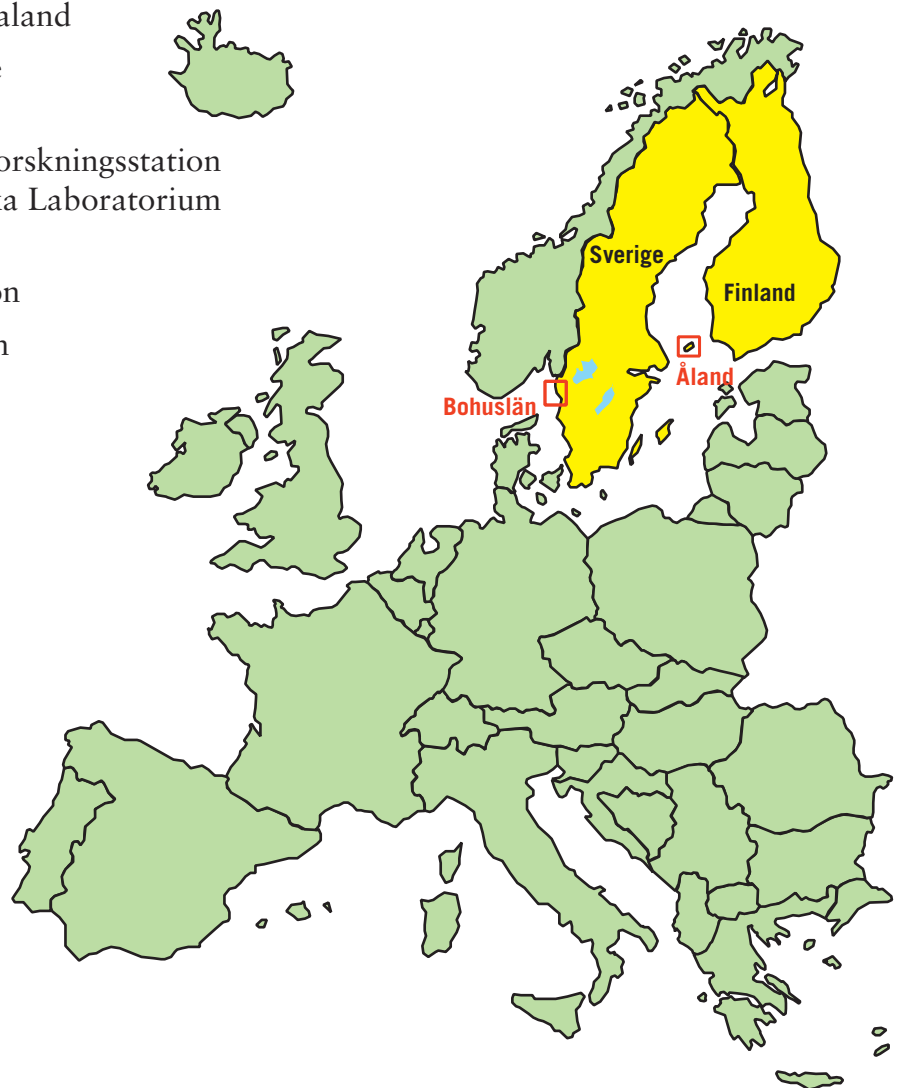 aland
orskningsstation
a Laboratorium
on
n
Sverige
Finland
Åland
Bohuslän